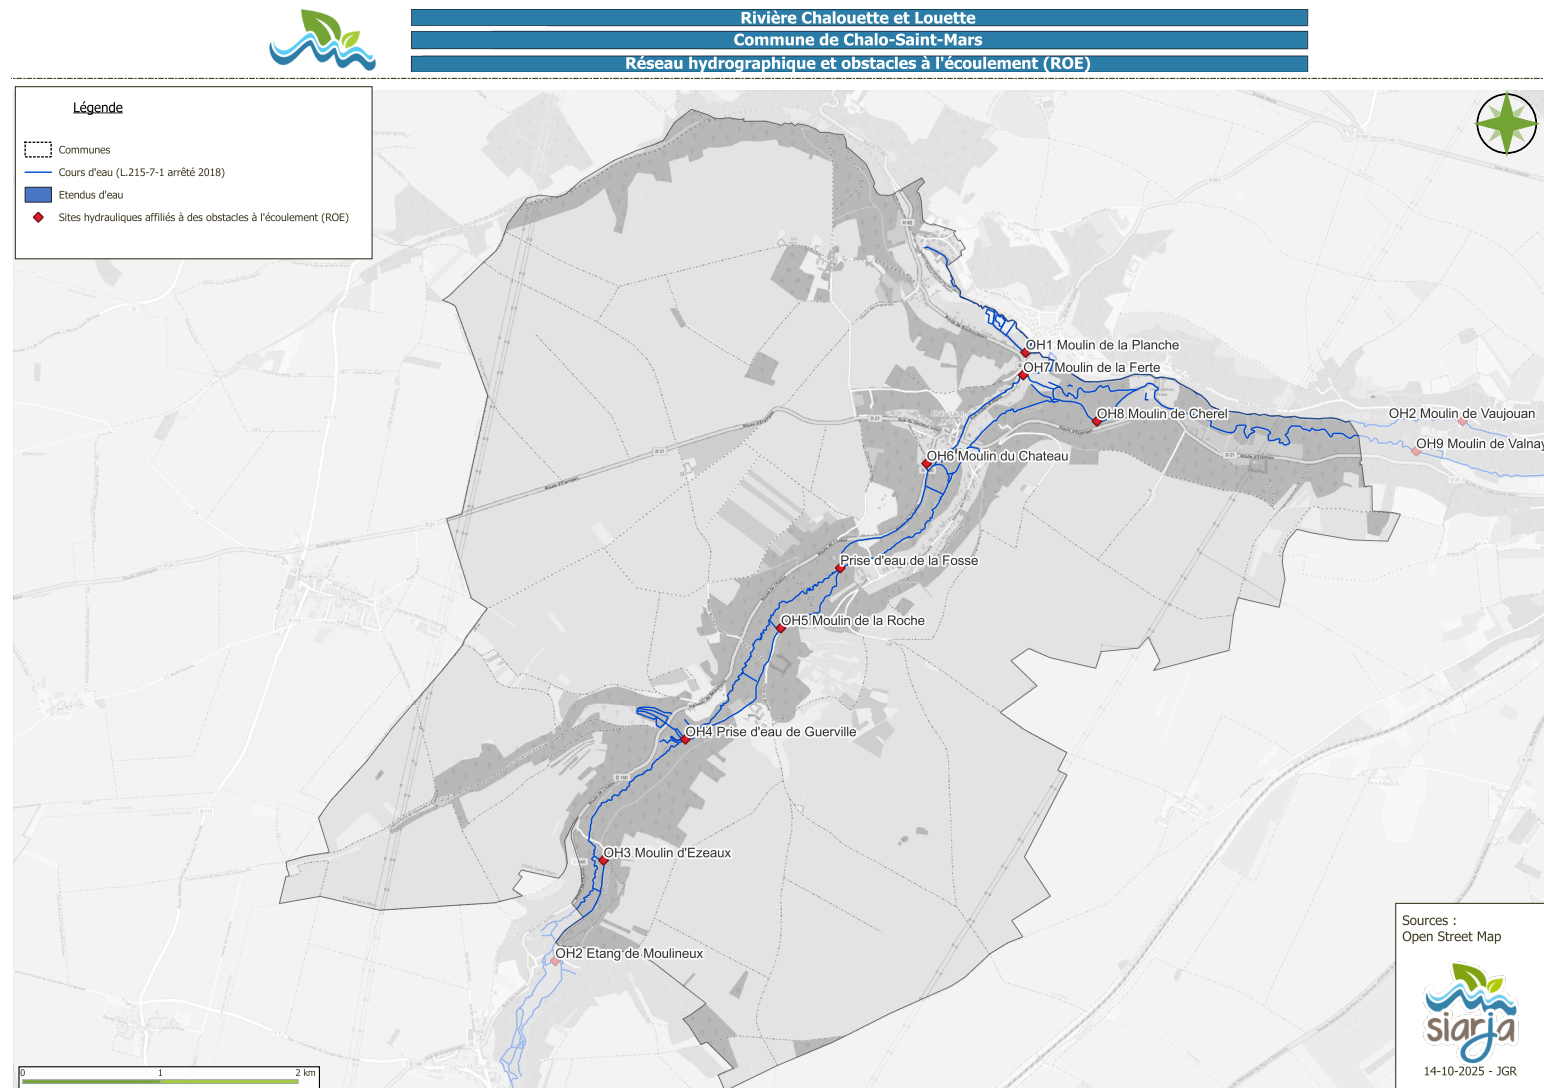 Rivière Chalouette et Louette
Commune de Chalo-Saint-Mars
Réseau hydrographique et obstacles à l'écoulement (ROE)
Légende
Communes
Cours d'eau (L.215-7-1 arrêté 2018)
Etendus d'eau
Sites hydrauliques affiliés à des obstacles à l'écoulement (ROE)
OH1 Moulin de la Planche
OH7 Moulin de la Ferte
OH8 Moulin de Cherel
OH2 Moulin de Vaujouan
OH9 Moulin de Valnay
OH6 Moulin du Chateau
Prise d'eau de la Fosse
OH5 Moulin de la Roche
OH4 Prise d'eau de Guerville
OH3 Moulin d'Ezeaux
OH2 Etang de Moulineux
D 21
D 21
D 21
D 160
Sources :
Open Street Map
siarja
14-10-2025 - JGR
0 1 2 km